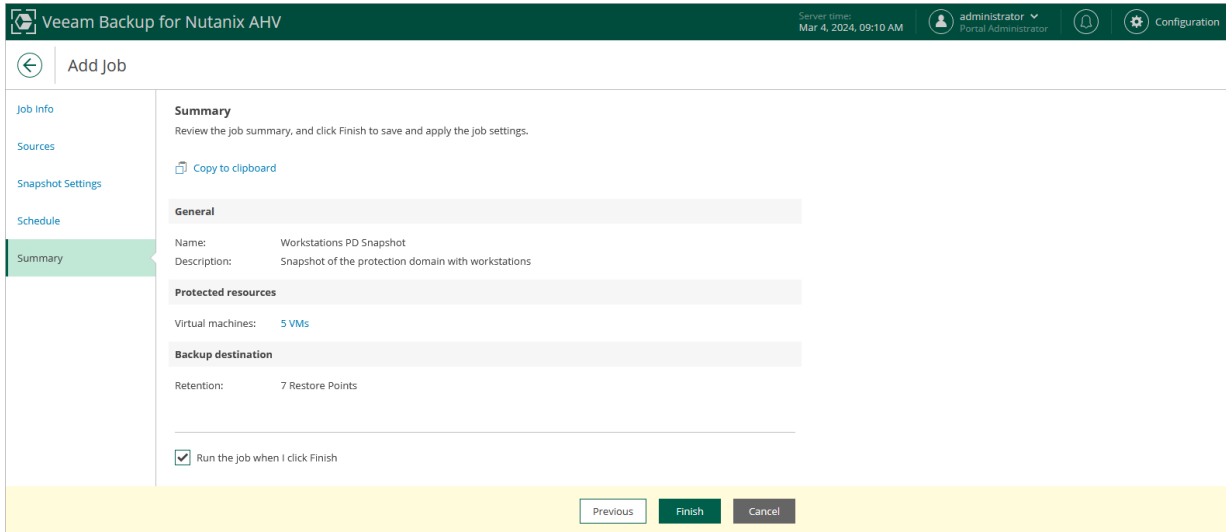 Veeam Backup for Nutanix AHV
Server time:
Mar 4, 2024, 09:10 AM
administrator
Portal Administrator
Configuration
Add Job
Job Info
Sources
Snapshot Settings
Schedule
Summary
Summary
Review the job summary, and click Finish to save and apply the job settings.
Copy to clipboard
General
Name: Workstations PD Snapshot
Description: Snapshot of the protection domain with workstations
Protected resources
Virtual machines: 5 VMs
Backup destination
Retention: 7 Restore Points
Run the job when I click Finish
Previous Finish Cancel